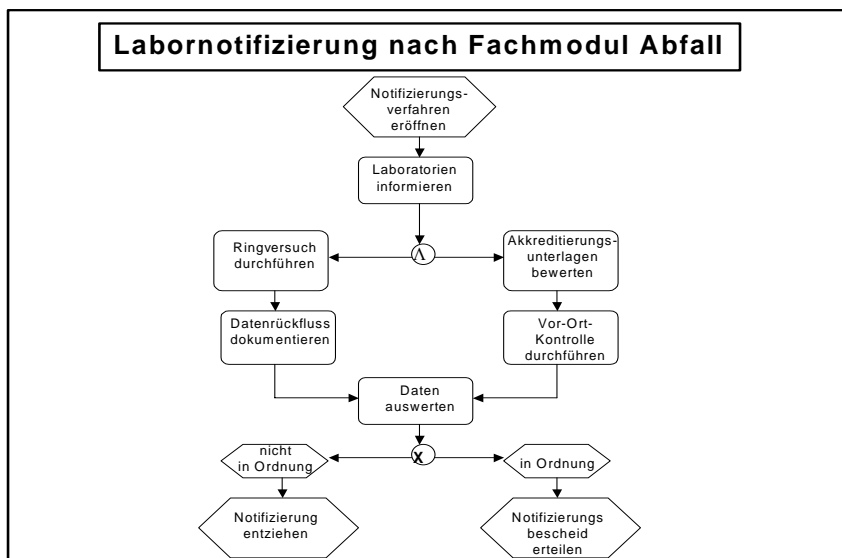 Labornotifizierung nach Fachmodul Abfall
Notifizierungs-
verfahren
eröffnen
Laboratorien
informieren
Λ
Ringversuch
durchführen
Akkreditierungs-
unterlagen
bewerten
Datenrückfluss
dokumentieren
Vor-Ort-
Kontrolle
durchführen
Daten
auswerten
x
nicht
in Ordnung
in Ordnung
Notifizierung
entziehen
Notifizierungs
bescheid
erteilen